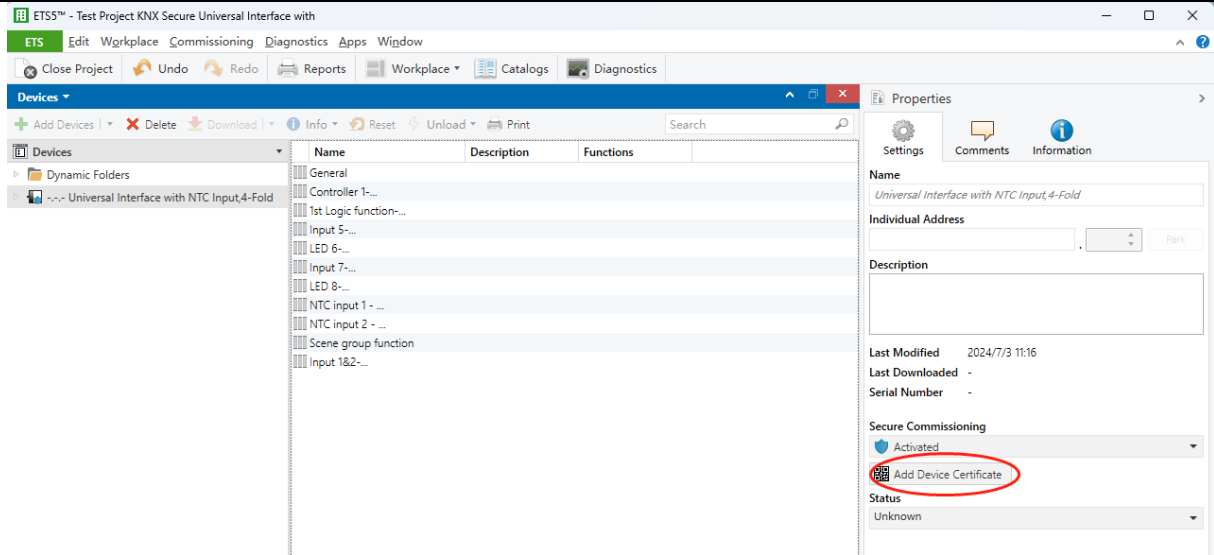 ETS5™ - Test Project KNX Secure Universal Interface with
ETS Edit Workplace Commissioning Diagnostics Apps Window
Close Project Undo Redo Reports Workplace Catalogs Diagnostics
Devices
Add Devices Delete Download Info Reset Unload Print Search
Devices
Dynamic Folders
-.-.- Universal Interface with NTC Input,4-Fold
Name Description Functions
General
Controller 1-...
1st Logic function-...
Input 5-...
LED 6-...
Input 7-...
LED 8-...
NTC input 1 - ...
NTC input 2 - ...
Scene group function
Input 1&2-...
Properties
Settings Comments Information
Name
Universal Interface with NTC Input,4-Fold
Individual Address
. Park
Description
Last Modified 2024/7/3 11:16
Last Downloaded -
Serial Number -
Secure Commissioning
Activated
Add Device Certificate
Status
Unknown